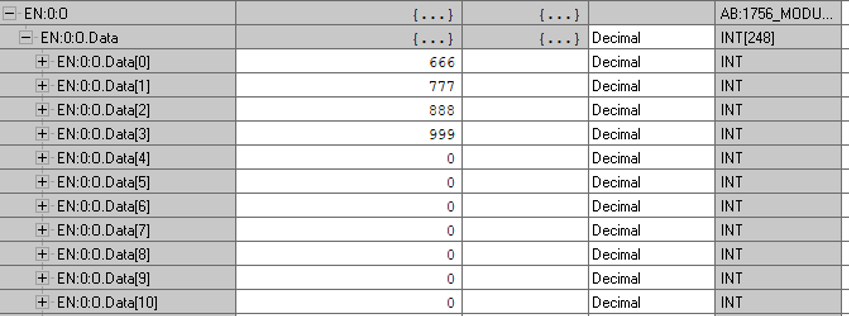 EN:0:O {...} {...} AB:1756_MODU...
EN:0:O.Data {...} {...} Decimal INT[248]
EN:0:O.Data[0] 666 Decimal INT
EN:0:O.Data[1] 777 Decimal INT
EN:0:O.Data[2] 888 Decimal INT
EN:0:O.Data[3] 999 Decimal INT
EN:0:O.Data[4] 0 Decimal INT
EN:0:O.Data[5] 0 Decimal INT
EN:0:O.Data[6] 0 Decimal INT
EN:0:O.Data[7] 0 Decimal INT
EN:0:O.Data[8] 0 Decimal INT
EN:0:O.Data[9] 0 Decimal INT
EN:0:O.Data[10] 0 Decimal INT